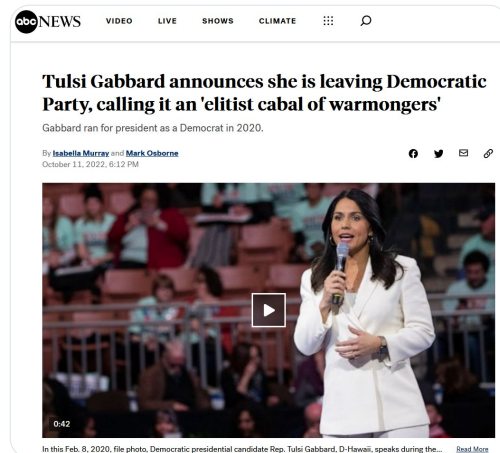 abc NEWS VIDEO LIVE SHOWS CLIMATE
Tulsi Gabbard announces she is leaving Democratic
Party, calling it an 'elitist cabal of warmongers'
Gabbard ran for president as a Democrat in 2020.
By Isabella Murray and Mark Osborne
October 11, 2022, 6:12 PM
0:42
In this Feb. 8, 2020, file photo, Democratic presidential candidate Rep. Tulsi Gabbard, D-Hawaii, speaks during the... Read More